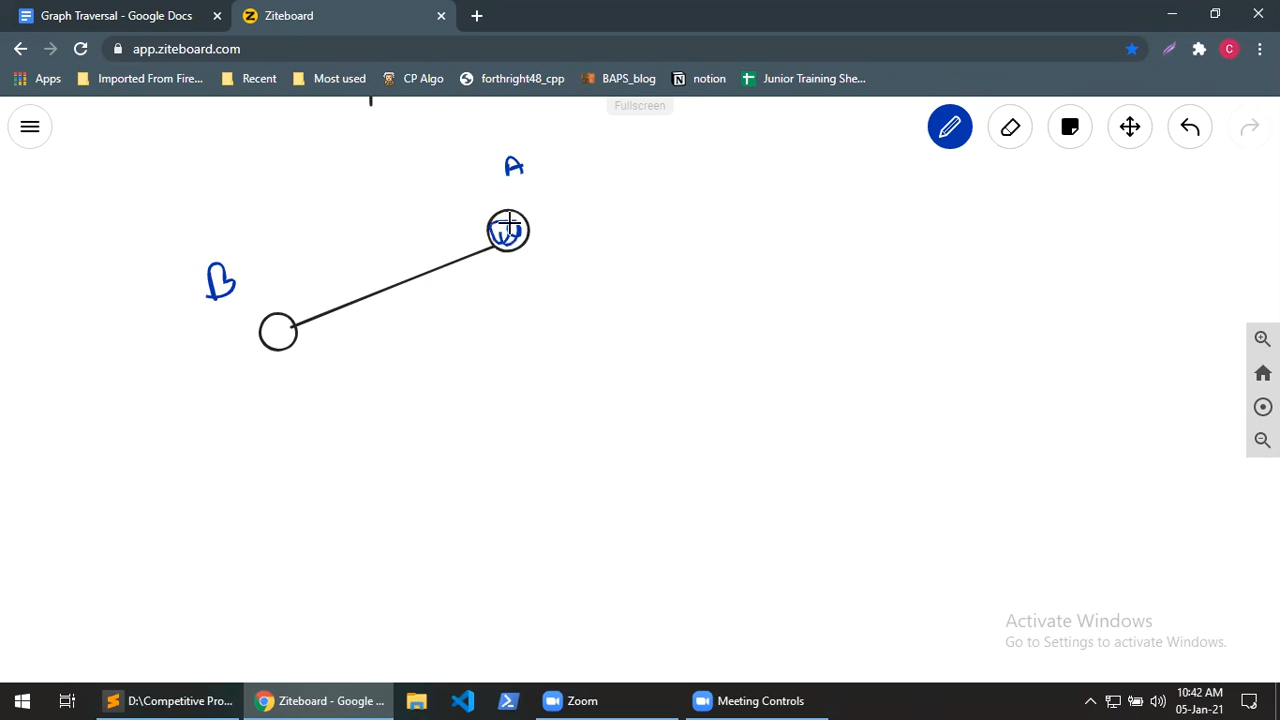 Graph Traversal - Google Docs
Ziteboard
app.ziteboard.com
Apps
Imported From Fire...
Recent
Most used
CP Algo
forthright48_cpp
BAPS_blog
notion
Junior Training She...
Fullscreen
A
B
Activate Windows
Go to Settings to activate Windows.
D:\Competitive Pro...
Ziteboard - Google ...
Zoom
Meeting Controls
10:42 AM
05-Jan-21